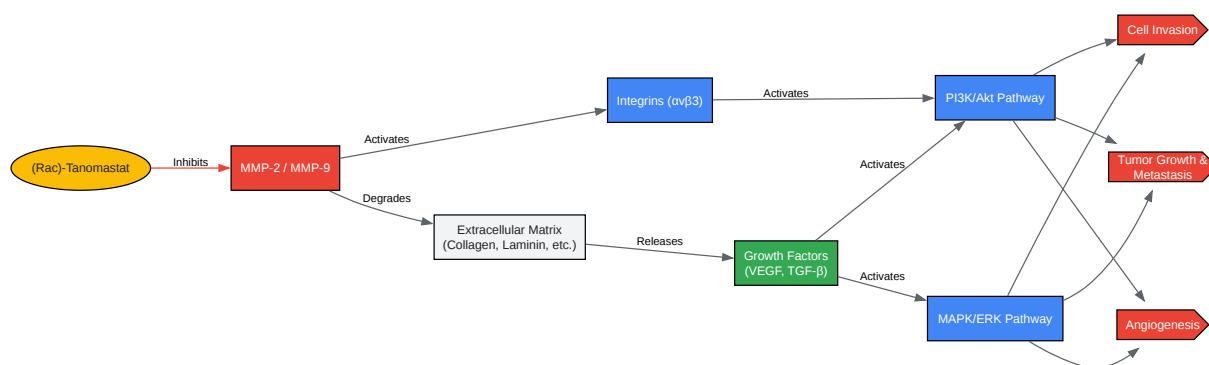 (Rac)-Tanomastat
Inhibits
MMP-2 / MMP-9
Activates
Integrins (αvβ3)
Activates
PI3K/Akt Pathway
Cell Invasion
Degrades
Extracellular Matrix
(Collagen, Laminin, etc.)
Releases
Growth Factors
(VEGF, TGF-β)
Activates
Activates
MAPK/ERK Pathway
Tumor Growth &
Metastasis
Angiogenesis